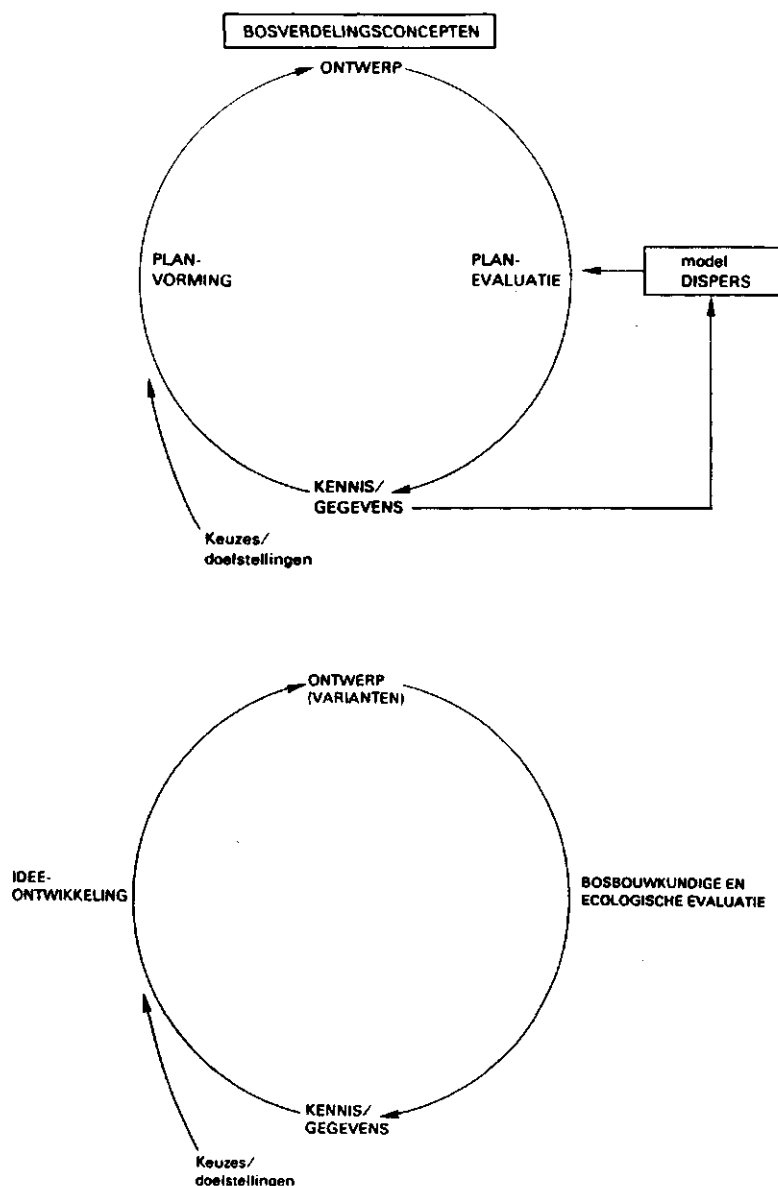 BOSVERDELINGSCONCEPTEN
ONTWERP
PLAN-
VORMING
PLAN-
EVALUATIE
model
DISPERS
KENNIS/
GEGEVENS
Keuzes/
doelstellingen
ONTWERP
(VARIANTEN)
IDEE-
ONTWIKKELING
BOSBOUWKUNDIGE EN
ECOLOGISCHE EVALUATIE
KENNIS/
GEGEVENS
Keuzes/
doelstellingen